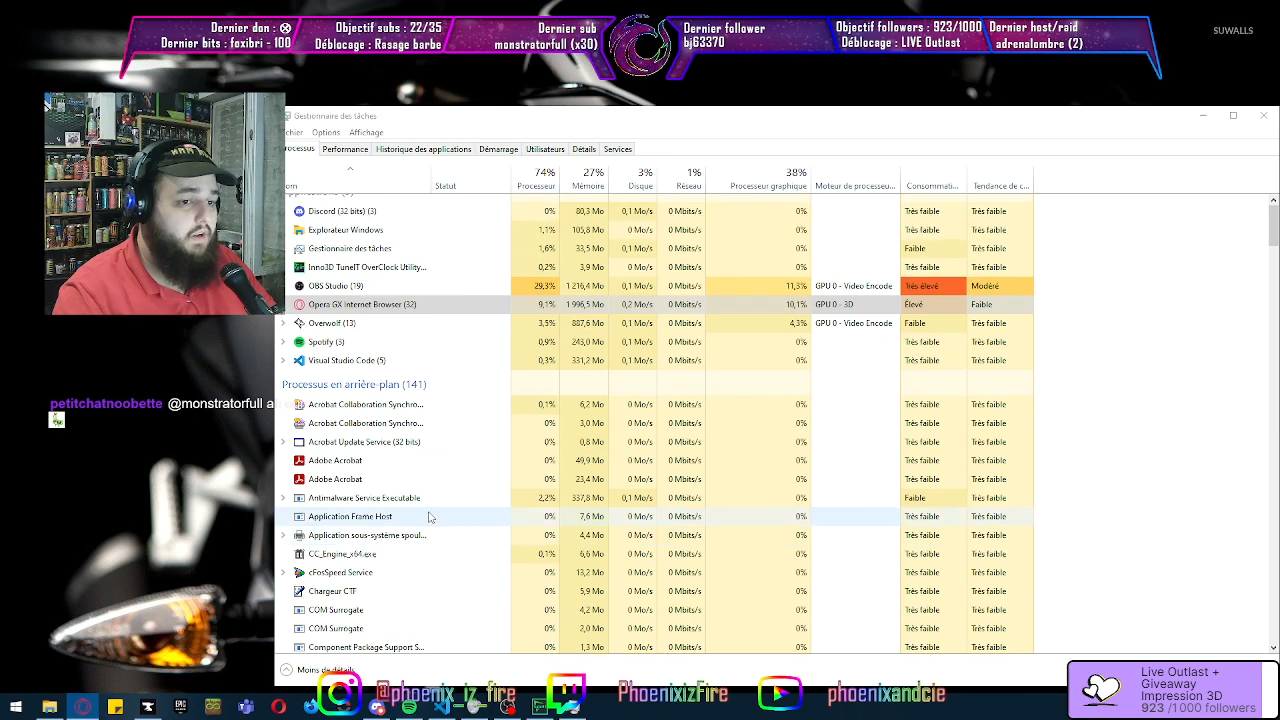 Dernier don :
Dernier bits : foxibri - 100
Objectif subs : 22/35
Déblocage : Rasage barbe
Dernier sub
monstratorfull (x30)
Dernier follower
bj63370
Objectif followers : 923/1000
Déblocage : LIVE Outlast
Dernier host/raid
adrenalombre (2)
SUWALLS
Gestionnaire des tâches
Options Affichage
Performance Historique des applications Démarrage Utilisateurs Détails Services
74% 27% 3% 1% 38%
Statut Processeur Mémoire Disque Réseau Processeur graphique Moteur de processeu... Consommati... Tendance de c...
Discord (32 bits) (3) 0% 80,3 Mo 0,1 Mo/s 0 Mbits/s 0% Très faible Très faible
Explorateur Windows 1,1% 105,8 Mo 0 Mo/s 0 Mbits/s 0% Très faible Très faible
Gestionnaire des tâches 1,6% 33,5 Mo 0,1 Mo/s 0 Mbits/s 0% Faible Très faible
Inno3D TuneIT OverClock Utility... 0,2% 3,9 Mo 0 Mo/s 0 Mbits/s 0% Très faible Très faible
OBS Studio (19) 29,3% 1 216,4 Mo 0,1 Mo/s 0 Mbits/s 11,3% GPU 0 - Video Encode Très élevé Modéré
Opera GX Internet Browser (32) 9,1% 1 996,5 Mo 0,2 Mo/s 0 Mbits/s 10,1% GPU 0 - 3D Élevé Faible
Overwolf (13) 3,5% 887,6 Mo 0,1 Mo/s 0 Mbits/s 4,3% GPU 0 - Video Encode Faible Très faible
Spotify (3) 0,9% 243,0 Mo 0,1 Mo/s 0 Mbits/s 0% Très faible Très faible
Visual Studio Code (5) 0,3% 331,2 Mo 0,1 Mo/s 0 Mbits/s 0% Très faible Très faible
Processus en arrière-plan (141)
petitchatnoobette @monstratorfull
Acrobat Collaboration Synchro... 0,1% 6,2 Mo 0 Mo/s 0 Mbits/s 0% Très faible Très faible
Acrobat Collaboration Synchro... 0% 3,0 Mo 0 Mo/s 0 Mbits/s 0% Très faible Très faible
Acrobat Update Service (32 bits) 0% 0,8 Mo 0 Mo/s 0 Mbits/s 0% Très faible Très faible
Adobe Acrobat 0% 49,9 Mo 0 Mo/s 0 Mbits/s 0% Très faible Très faible
Adobe Acrobat 0% 23,4 Mo 0 Mo/s 0 Mbits/s 0% Très faible Très faible
Antimalware Service Executable 2,2% 337,8 Mo 0,1 Mo/s 0 Mbits/s 0% Faible Très faible
Application Frame Host 0% 7,6 Mo 0 Mo/s 0 Mbits/s 0% Très faible Très faible
Application sous-système spoul... 0% 4,4 Mo 0 Mo/s 0 Mbits/s 0% Très faible Très faible
CC_Engine_x64.exe 0,1% 6,6 Mo 0 Mo/s 0 Mbits/s 0% Très faible Très faible
cFosSpeed Service 0% 13,2 Mo 0 Mo/s 0 Mbits/s 0% Très faible Très faible
Chargeur CTF 0% 5,9 Mo 0 Mo/s 0 Mbits/s 0% Très faible Très faible
COM Surrogate 0% 4,2 Mo 0 Mo/s 0 Mbits/s 0% Très faible Très faible
COM Surrogate 0% 2,0 Mo 0 Mo/s 0 Mbits/s 0% Très faible Très faible
Component Package Support S... 0% 1,3 Mo 0 Mo/s 0 Mbits/s 0% Très faible Très faible
Moins de détails
@phoenix_iz_fire PhoenixizFire phoenixandcie
Live Outlast +
Giveaway
Impression 3D
923 /1000 followers